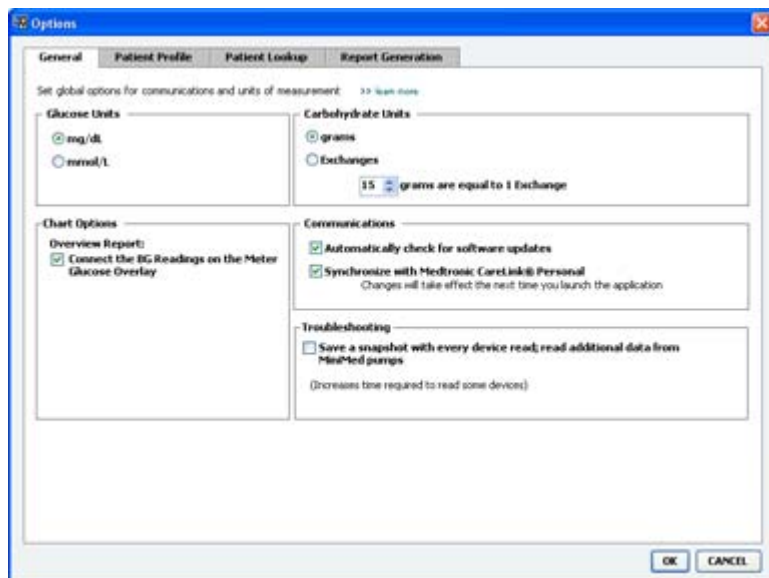 Options
General
Patient Profile
Patient Lookup
Report Generation
Set global options for communications and units of measurement >> learn more
Glucose Units
mg/dL
mmol/L
Carbohydrate Units
grams
Exchanges
15 grams are equal to 1 Exchange
Chart Options
Overview Report:
Connect the BG Readings on the Meter
Glucose Overlay
Communications
Automatically check for software updates
Synchronize with Medtronic CareLink® Personal
Changes will take effect the next time you launch the application
Troubleshooting
Save a snapshot with every device read; read additional data from
MiniMed pumps
(Increases time required to read some devices)
OK
CANCEL